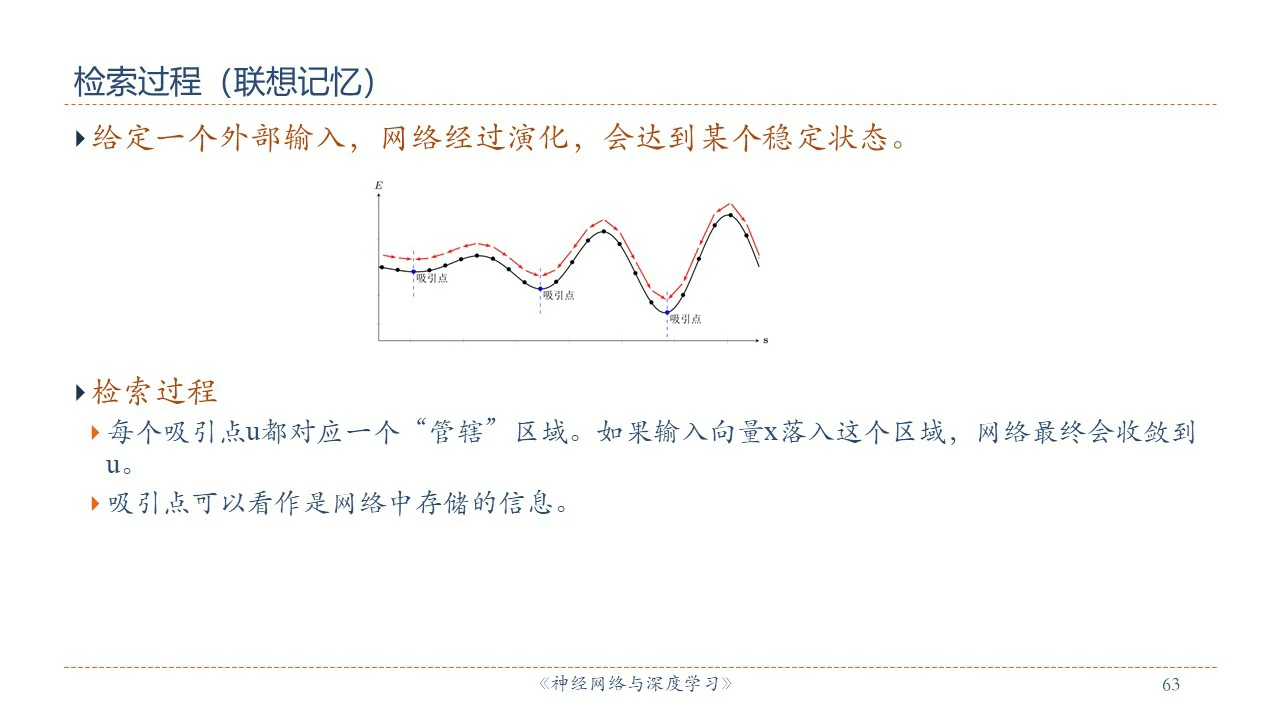 检索过程（联想记忆）
给定一个外部输入，网络经过演化，会达到某个稳定状态。
E
吸引点
吸引点
吸引点
s
检索过程
每个吸引点u都对应一个“管辖”区域。如果输入向量x落入这个区域，网络最终会收敛到
u。
吸引点可以看作是网络中存储的信息。
《神经网络与深度学习》
63